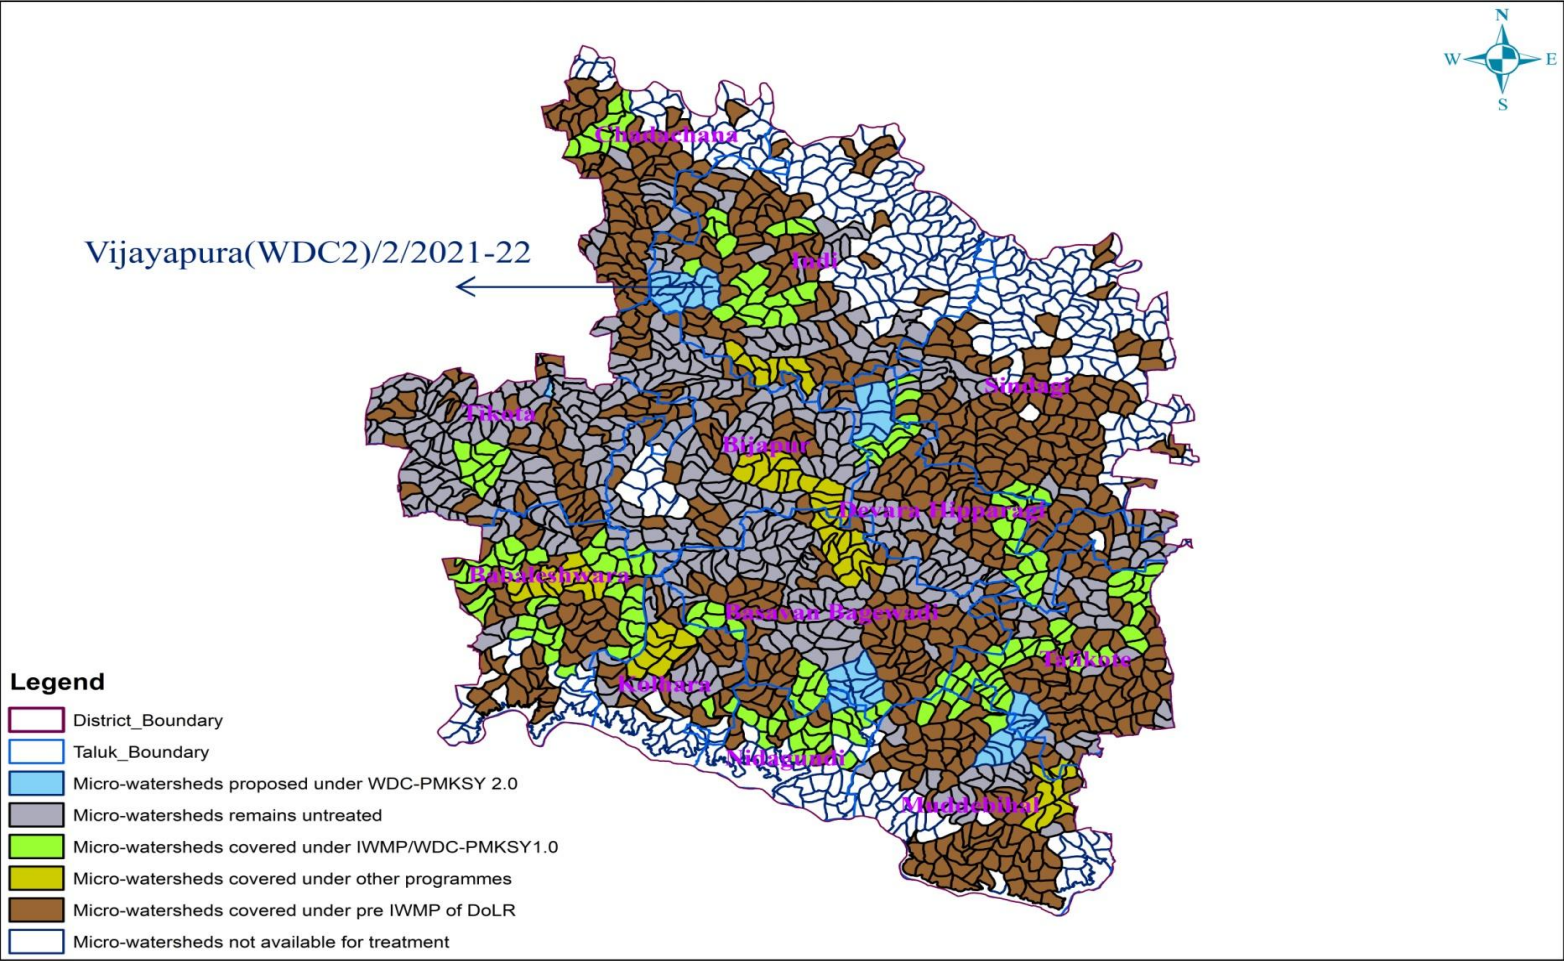 N
W E
S
Chadachana
Vijayapura(WDC2)/2/2021-22
Indi
Sindagi
Tikota
Bijapur
Devara Hipparagi
Babaleshwara
Basavan Bagewadi
Talikote
Kolhara
Nidagundi
Muddebihal
Legend
District_Boundary
Taluk_Boundary
Micro-watersheds proposed under WDC-PMKSY 2.0
Micro-watersheds remains untreated
Micro-watersheds covered under IWMP/WDC-PMKSY1.0
Micro-watersheds covered under other programmes
Micro-watersheds covered under pre IWMP of DoLR
Micro-watersheds not available for treatment